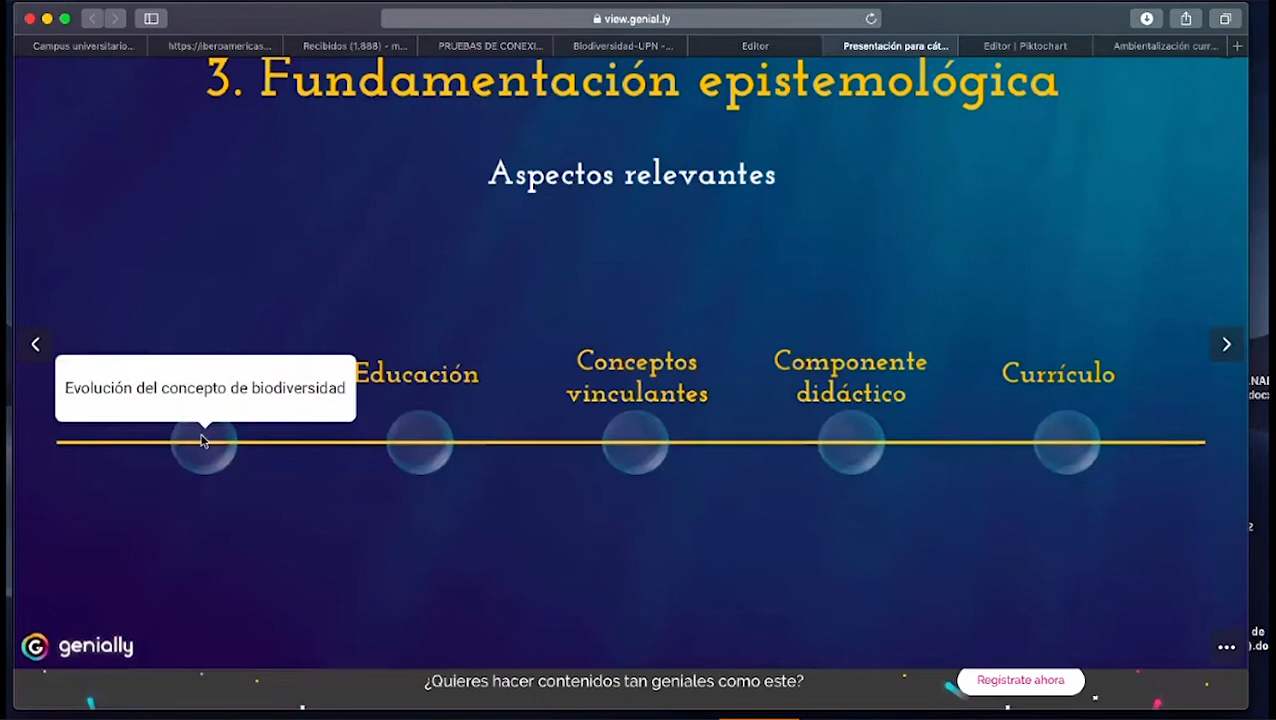 view.genial.ly
Campus universitario...
https://iberoamericas...
Recibidos (1.888) - m...
PRUEBAS DE CONEXI...
Biodiversidad-UPN -...
Editor
Presentación para cát...
Editor | Piktochart
Ambientalización curr...
3. Fundamentación epistemológica
Aspectos relevantes
Evolución del concepto de biodiversidad
Educación
Conceptos
vinculantes
Componente
didáctico
Currículo
genially
¿Quieres hacer contenidos tan geniales como este?
Regístrate ahora